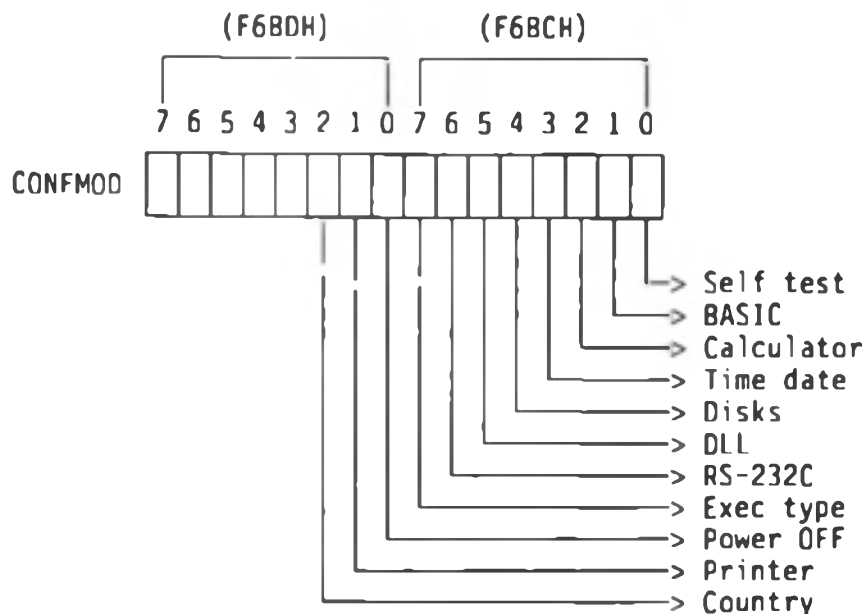 (F6BDH) (F6BCH)
7 6 5 4 3 2 1 0 7 6 5 4 3 2 1 0
CONFMOD
-> Self test
-> BASIC
-> Calculator
-> Time date
-> Disks
-> DLL
-> RS-232C
-> Exec type
-> Power OFF
-> Printer
-> Country